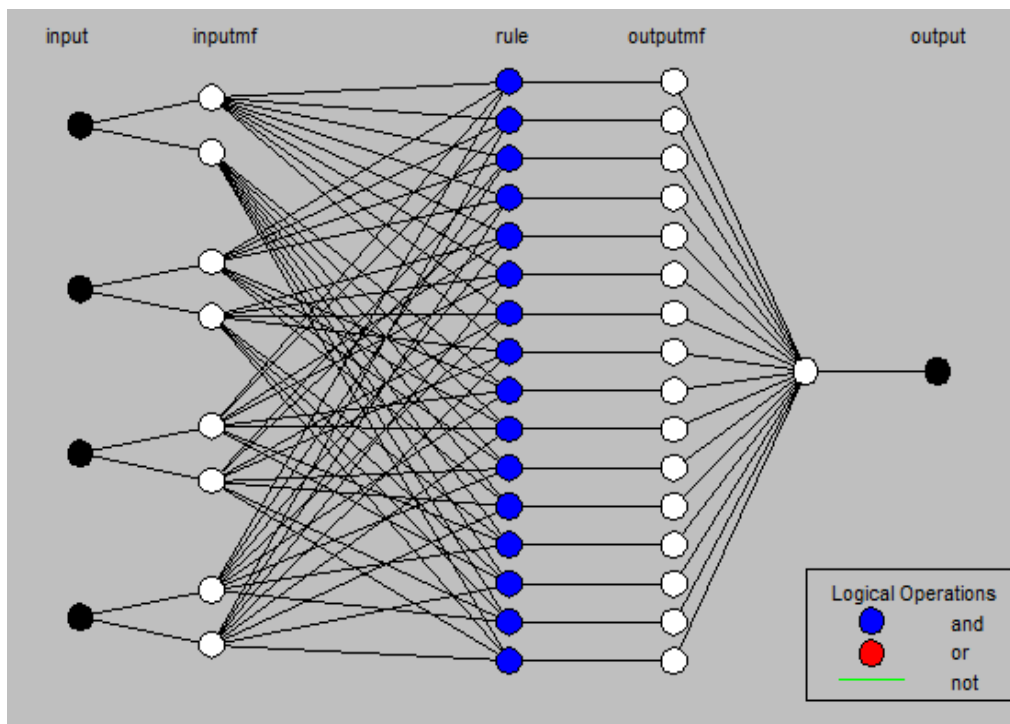 input inputmf rule outputmf output
Logical Operations
and
or
not